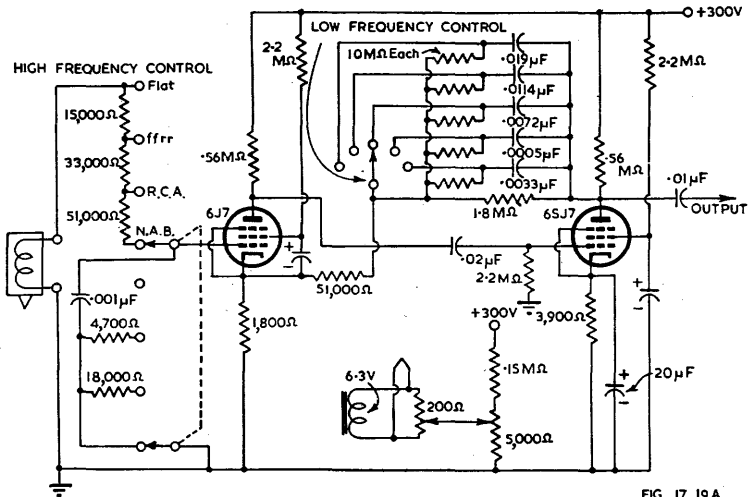 +300V
LOW FREQUENCY CONTROL
2·2 MΩ
10MΩ Each
·019µF
2·2MΩ
HIGH FREQUENCY CONTROL
Flat
·0114µF
15,000Ω
·0072µF
ffrr
·56MΩ
·0005µF
·56 MΩ
33,000Ω
·0033µF
R.C.A.
·01µF
51,000Ω
1·8MΩ
OUTPUT
N.A.B.
6J7
6SJ7
+
−
·02µF
2·2MΩ
51,000Ω
·001µF
+300V
+
−
4,700Ω
1,800Ω
3,900Ω
·15MΩ
18,000Ω
6·3V
200Ω
+
−
20µF
5,000Ω
FIG. 17.19A